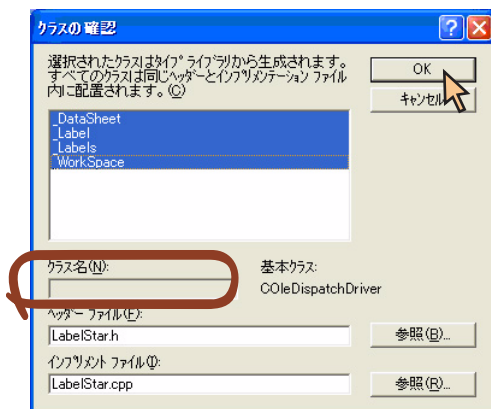 クラスの確認
選択されたクラスはタイプ ライブラリから生成されます。
すべてのクラスは同じヘッダーとインプリメンテーション ファイル
内に配置されます。(C)
OK
キャンセル
_DataSheet
_Label
_Labels
_WorkSpace
クラス名(N):
基本クラス:
COleDispatchDriver
ヘッダー ファイル(F):
LabelStar.h
参照(B)...
インプリメント ファイル(I):
LabelStar.cpp
参照(R)...